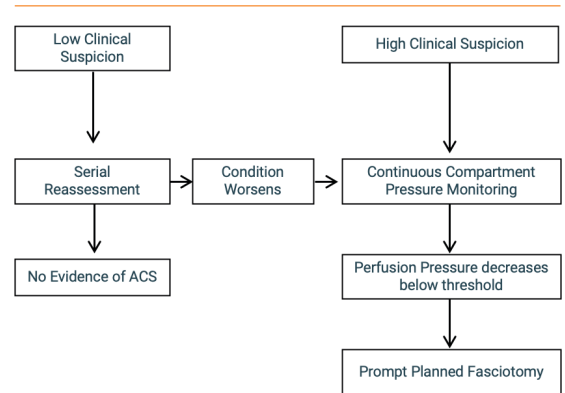 Low Clinical
Suspicion
High Clinical Suspicion
Serial
Reassessment
Condition
Worsens
Continuous Compartment
Pressure Monitoring
No Evidence of ACS
Perfusion Pressure decreases
below threshold
Prompt Planned Fasciotomy